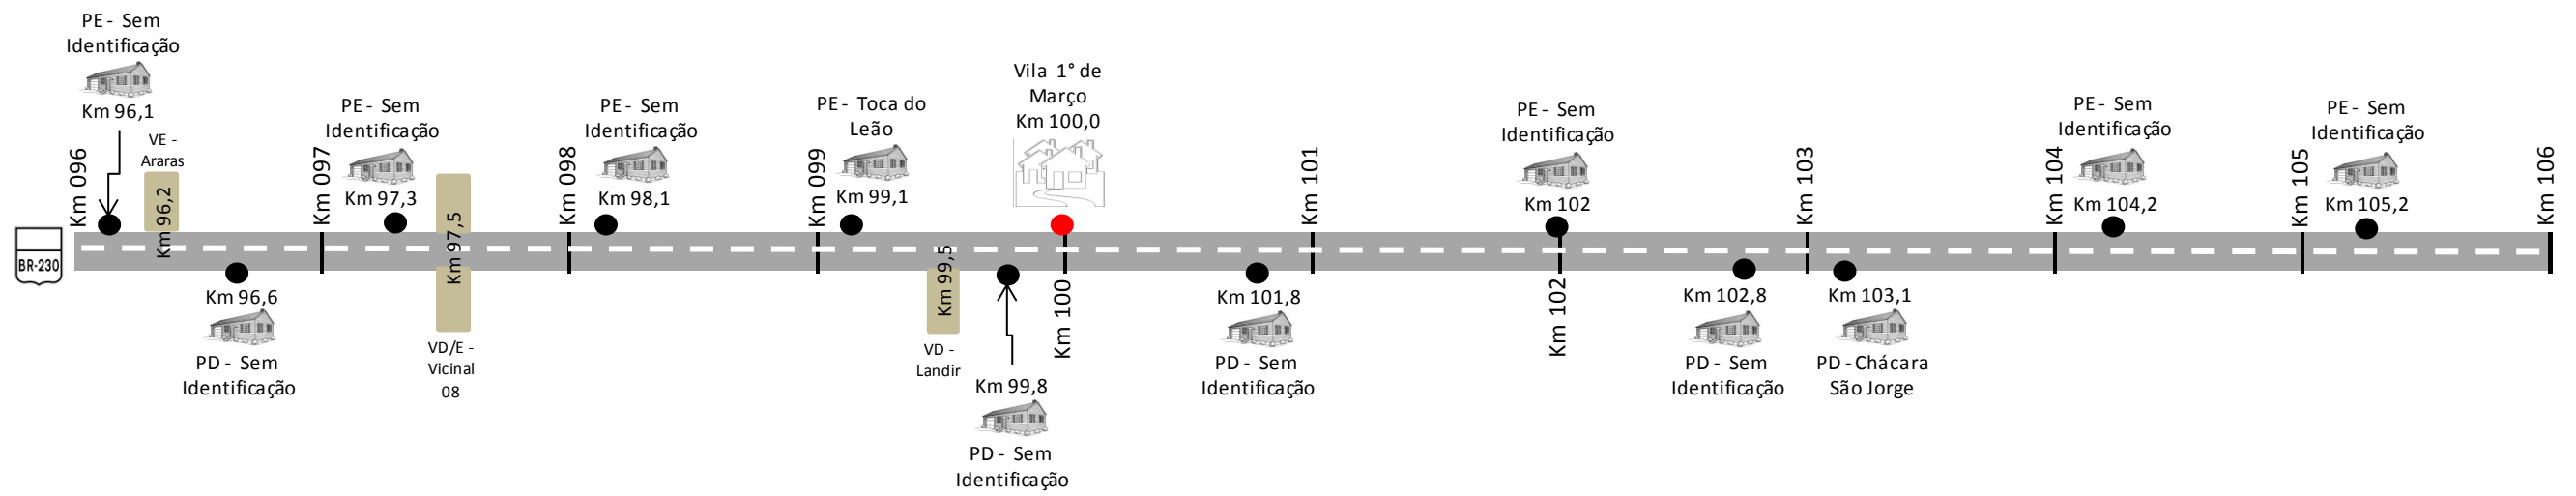 PE - Sem
Identificação
Km 96,1
VE -
Araras
Km 96,2
PE - Sem
Identificação
Km 97,3
Km 97,5
PE - Sem
Identificação
Km 98,1
PE - Toca do
Leão
Km 99,1
Vila 1° de
Março
Km 100,0
PE - Sem
Identificação
Km 102
PE - Sem
Identificação
Km 104,2
PE - Sem
Identificação
Km 105,2
Km 096
Km 097
Km 098
Km 099
Km 101
Km 103
Km 104
Km 105
Km 106
BR-230
Km 96,6
PD - Sem
Identificação
VD/E -
Vicinal
08
Km 99,5
VD -
Landir
Km 99,8
PD - Sem
Identificação
Km 100
Km 101,8
PD - Sem
Identificação
Km 102
Km 102,8
PD - Sem
Identificação
Km 103,1
PD - Chácara
São Jorge